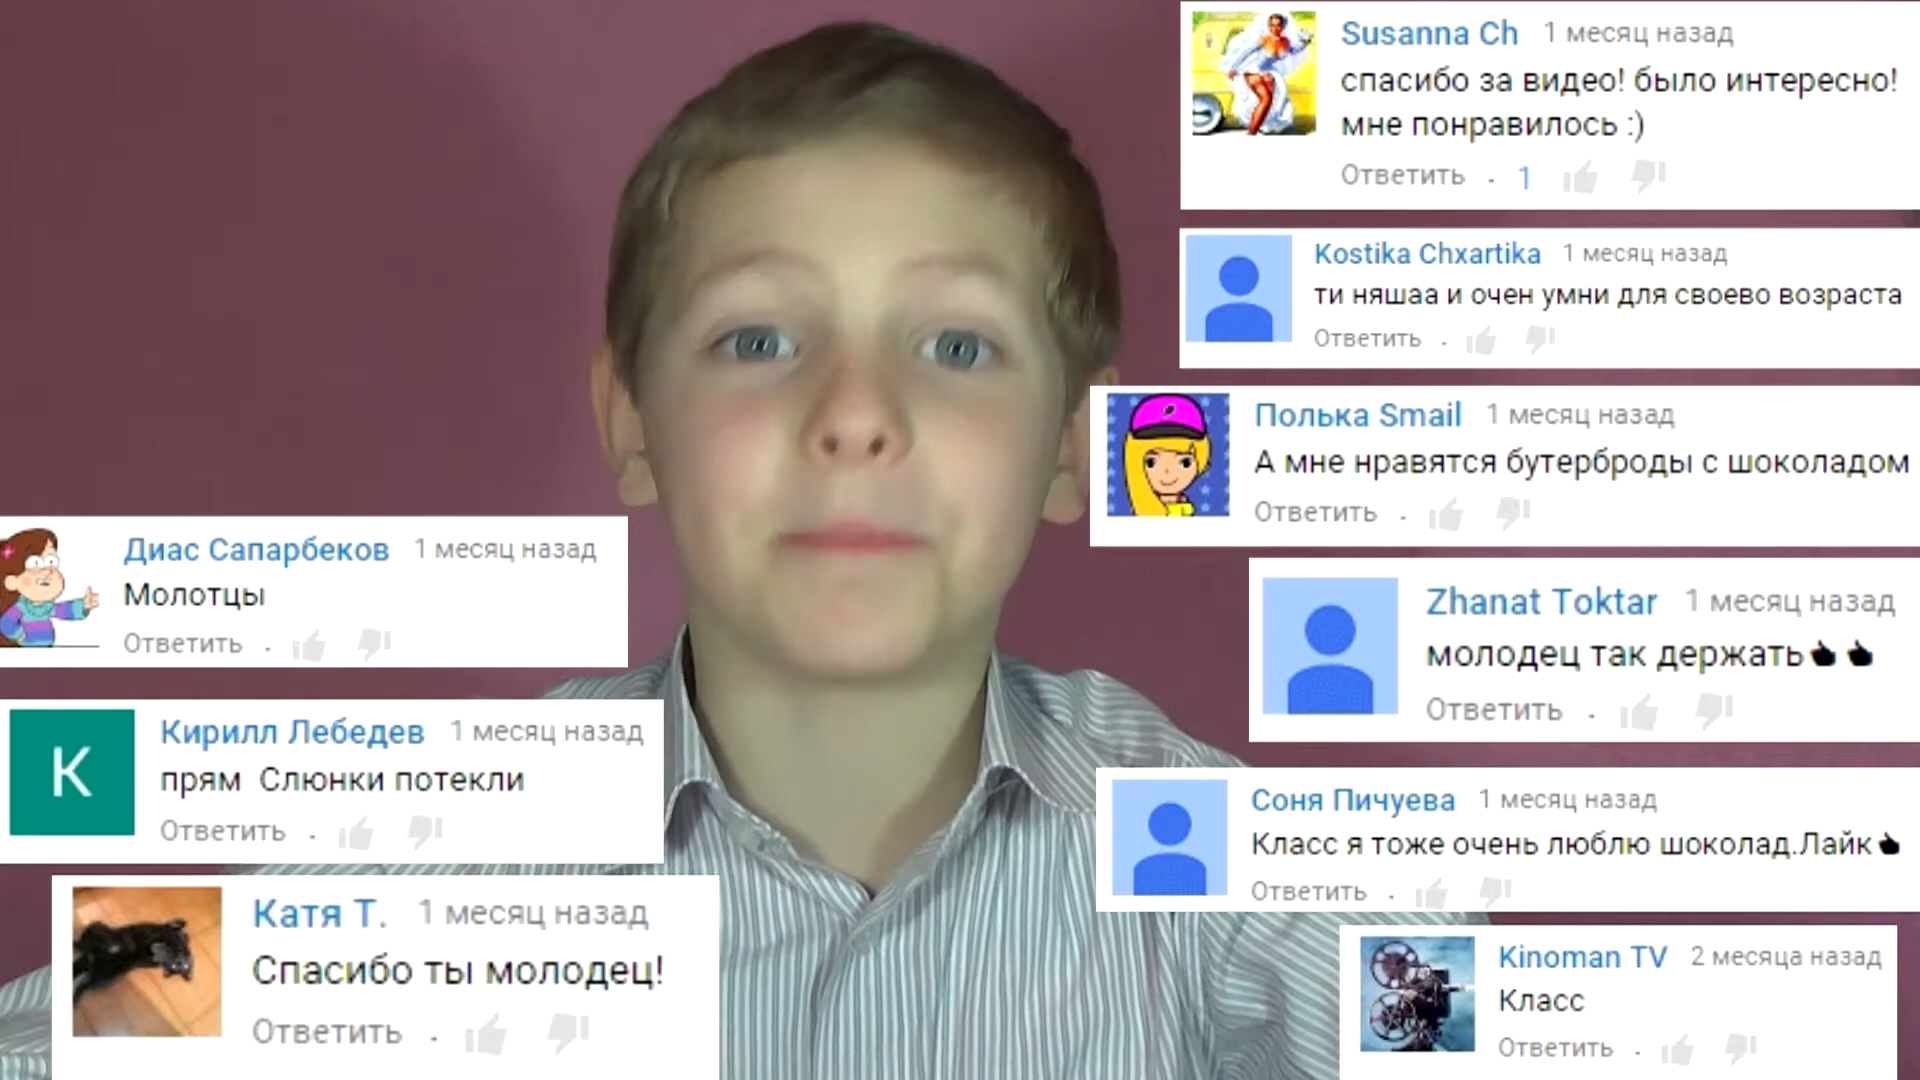 Susanna Ch 1 месяц назад
спасибо за видео! было интересно!
мне понравилось :)
Ответить . 1
Kostika Chxartika 1 месяц назад
ти няшаа и очен умни для своево возраста
Ответить .
Полька Smail 1 месяц назад
А мне нравятся бутерброды с шоколадом
Ответить .
Диас Сапарбеков 1 месяц назад
Молотцы
Ответить .
Zhanat Toktar 1 месяц назад
молодец так держать
Ответить .
K
Кирилл Лебедев 1 месяц назад
прям Слюнки потекли
Ответить .
Соня Пичуева 1 месяц назад
Класс я тоже очень люблю шоколад.Лайк
Ответить .
Катя Т. 1 месяц назад
Спасибо ты молодец!
Ответить .
Kinoman TV 2 месяца назад
Класс
Ответить .